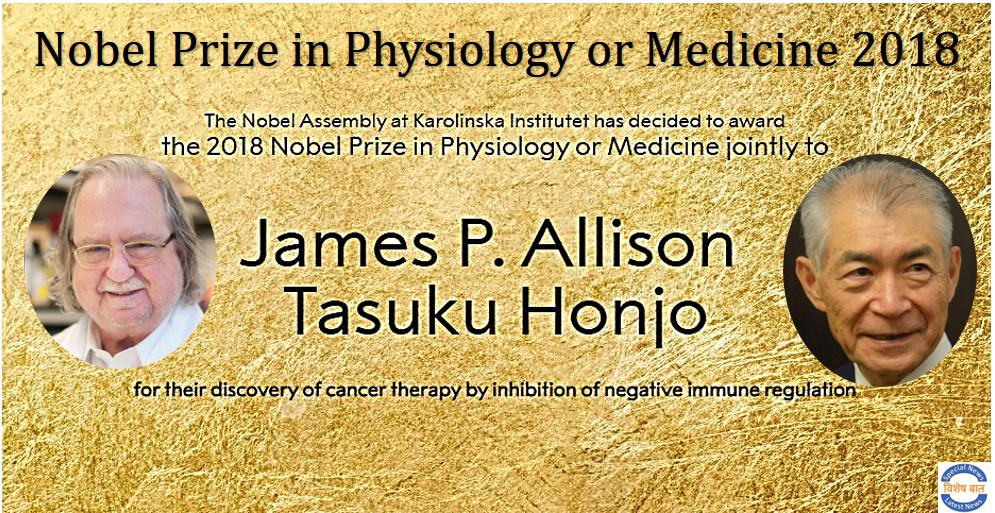 Nobel Prize in Physiology or Medicine 2018
The Nobel Assembly at Karolinska Institutet has decided to award
the 2018 Nobel Prize in Physiology or Medicine jointly to
James P. Allison
Tasuku Honjo
for their discovery of cancer therapy by inhibition of negative immune regulation
Special News
विशेष बात
Latest News